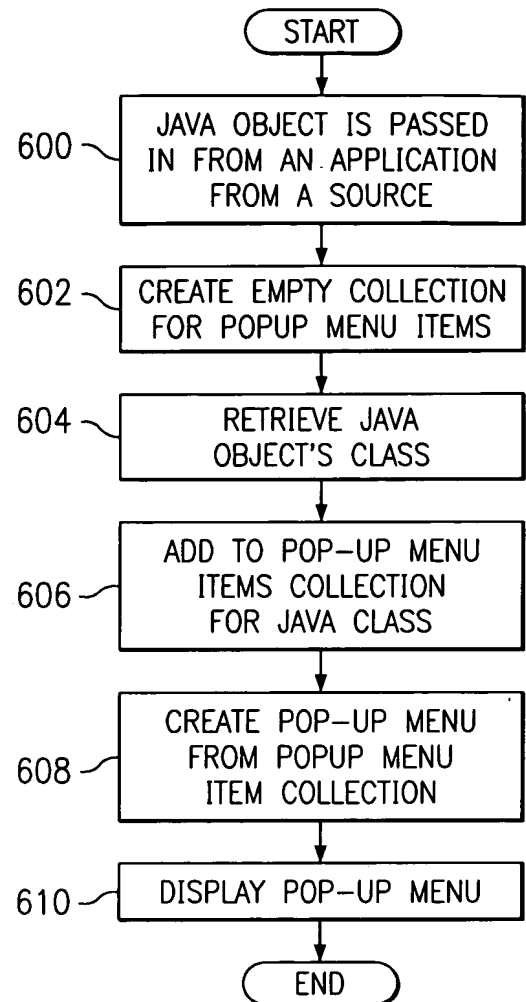 START
600
JAVA OBJECT IS PASSED
IN FROM AN APPLICATION
FROM A SOURCE
602
CREATE EMPTY COLLECTION
FOR POPUP MENU ITEMS
604
RETRIEVE JAVA
OBJECT'S CLASS
606
ADD TO POP-UP MENU
ITEMS COLLECTION
FOR JAVA CLASS
608
CREATE POP-UP MENU
FROM POPUP MENU
ITEM COLLECTION
610
DISPLAY POP-UP MENU
END